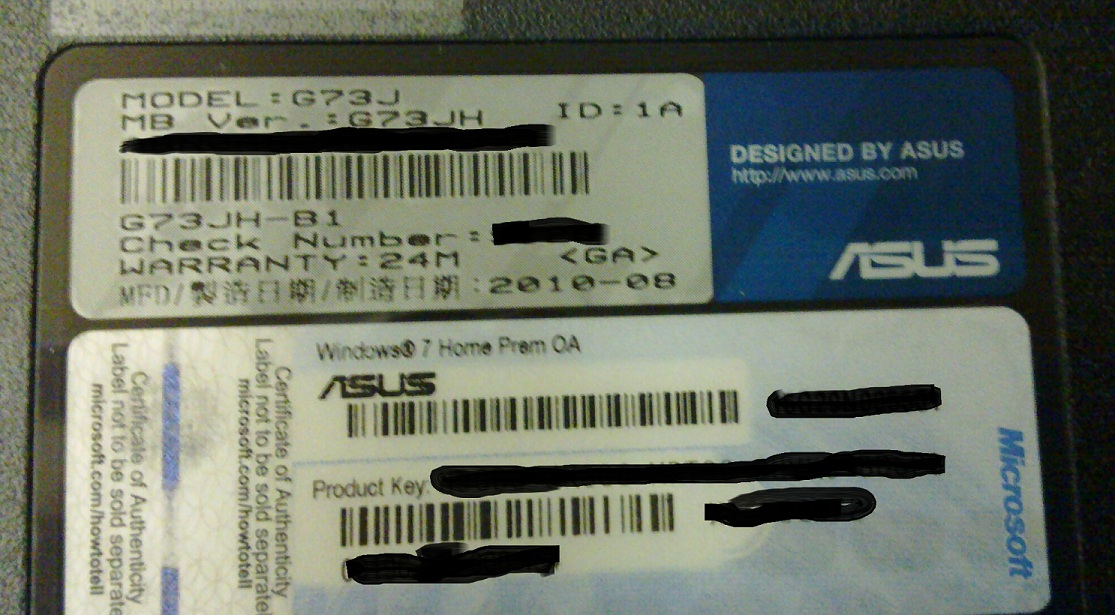 MODEL:G73J
MB Ver.:G73JH
ID:1A
G73JH-B1
Check Number:
WARRANTY:24M
<GA>
MFD/製造日期/制造日期:2010-08
DESIGNED BY ASUS
http://www.asus.com
ASUS
Certificate of Authenticity
Label not to be sold separate
microsoft.com/howtotell
Certificate of Authenticity
Label not to be sold separatel
microsoft.com/howtotell
Windows® 7 Home Prem OA
ASUS
Product Key:
Microsoft